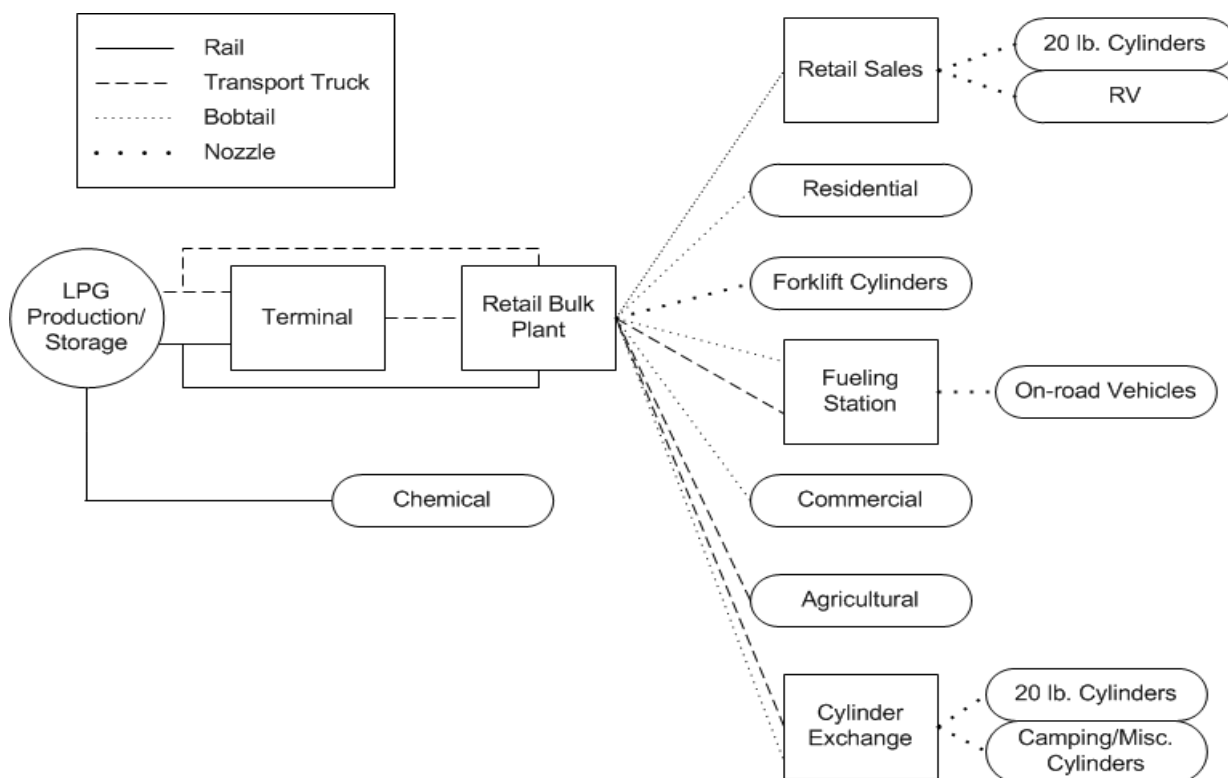 Rail
Transport Truck
Bobtail
Nozzle
LPG
Production/
Storage
Terminal
Retail Bulk
Plant
Chemical
Retail Sales
20 lb. Cylinders
RV
Residential
Forklift Cylinders
Fueling
Station
On-road Vehicles
Commercial
Agricultural
Cylinder
Exchange
20 lb. Cylinders
Camping/Misc.
Cylinders